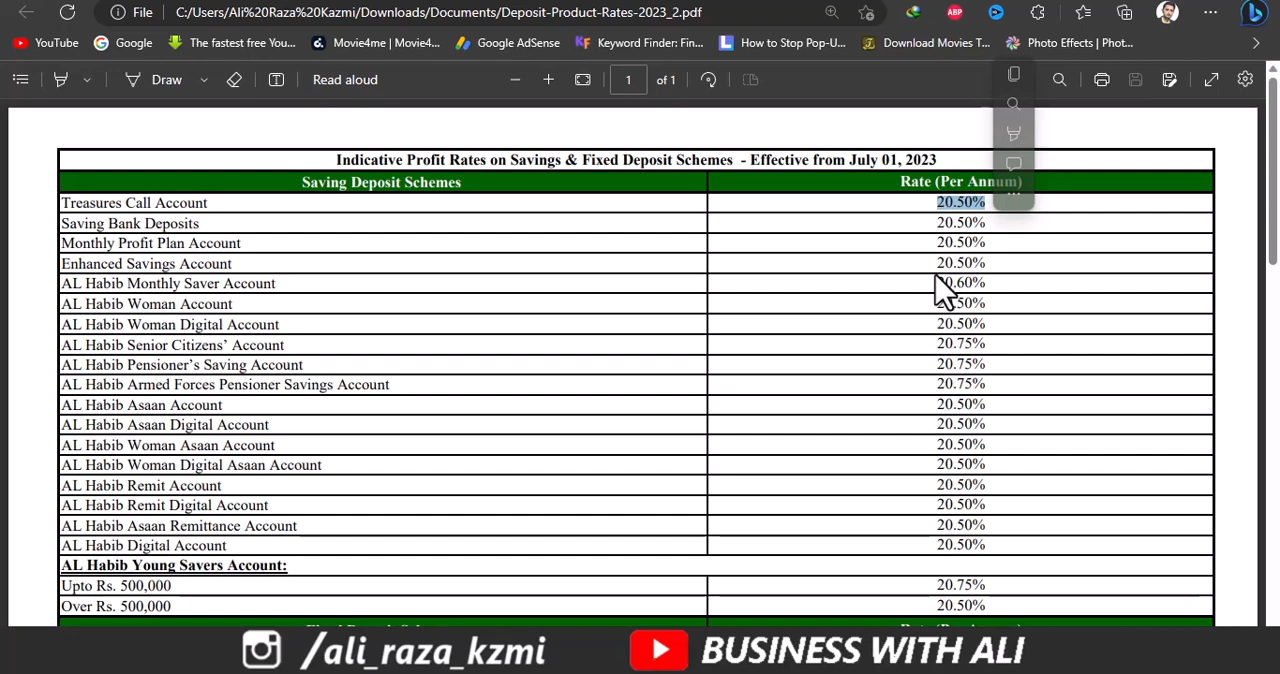 File C:/Users/Ali%20Raza%20Kazmi/Downloads/Documents/Deposit-Product-Rates-2023_2.pdf ABP
YouTube Google The fastest free You... Movie4me | Movie4... Google AdSense Keyword Finder: Fin... How to Stop Pop-U... Download Movies T... Photo Effects | Phot...
Draw Read aloud 1 of 1
Indicative Profit Rates on Savings & Fixed Deposit Schemes - Effective from July 01, 2023
Saving Deposit Schemes Rate (Per Annum)
Treasures Call Account 20.50%
Saving Bank Deposits 20.50%
Monthly Profit Plan Account 20.50%
Enhanced Savings Account 20.50%
AL Habib Monthly Saver Account 0.60%
AL Habib Woman Account 50%
AL Habib Woman Digital Account 20.50%
AL Habib Senior Citizens’ Account 20.75%
AL Habib Pensioner’s Saving Account 20.75%
AL Habib Armed Forces Pensioner Savings Account 20.75%
AL Habib Asaan Account 20.50%
AL Habib Asaan Digital Account 20.50%
AL Habib Woman Asaan Account 20.50%
AL Habib Woman Digital Asaan Account 20.50%
AL Habib Remit Account 20.50%
AL Habib Remit Digital Account 20.50%
AL Habib Asaan Remittance Account 20.50%
AL Habib Digital Account 20.50%
AL Habib Young Savers Account:
Upto Rs. 500,000 20.75%
Over Rs. 500,000 20.50%
/ali_raza_kzmi BUSINESS WITH ALI